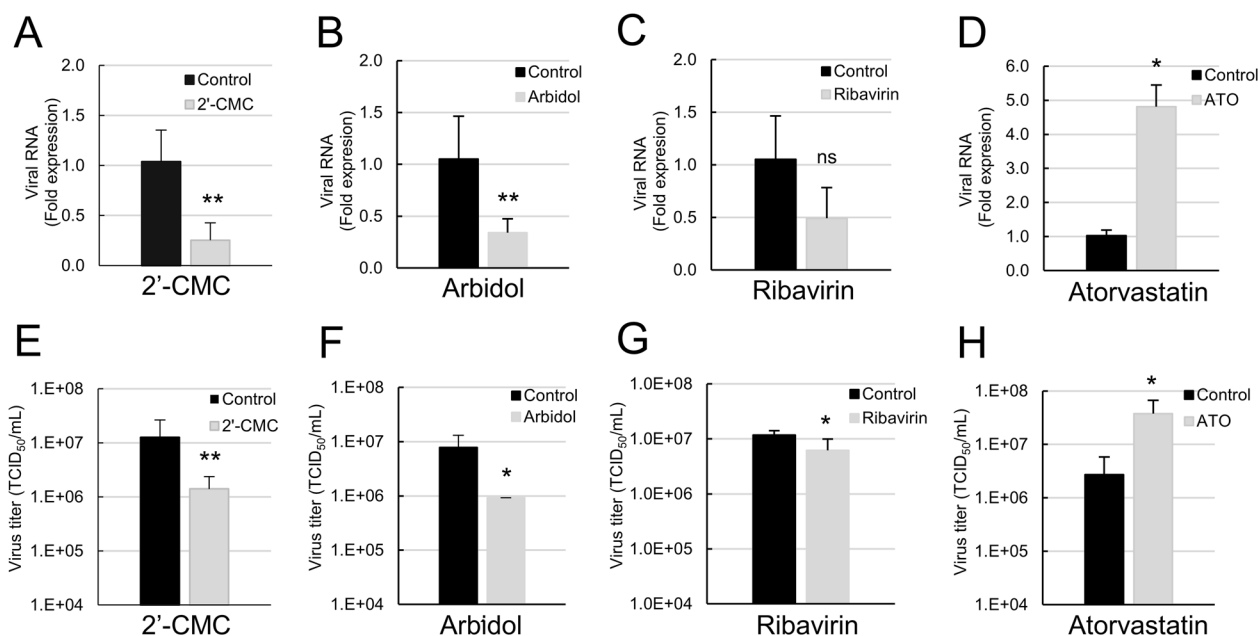 A
Viral RNA
(Fold expresion)
2.0
1.5
1.0
0.5
0.0
Control
2'-CMC
**
2'-CMC
B
Viral RNA
(Fold expresion)
2.0
1.5
1.0
0.5
0.0
Control
Arbidol
**
Arbidol
C
Viral RNA
(Fold expresion)
2.0
1.5
1.0
0.5
0.0
Control
Ribavirin
ns
Ribavirin
D
Viral RNA
(Fold expresion)
6.0
5.0
4.0
3.0
2.0
1.0
0.0
*
Control
ATO
Atorvastatin
E
Virus titer (TCID50/mL)
1.E+08
1.E+07
1.E+06
1.E+05
1.E+04
Control
2'-CMC
**
2'-CMC
F
Virus titer (TCID50/mL)
1.E+08
1.E+07
1.E+06
1.E+05
1.E+04
Control
Arbidol
*
Arbidol
G
Virus titer (TCID50/mL)
1.0E+08
1.0E+07
1.0E+06
1.0E+05
1.0E+04
Control
Ribavirin
*
Ribavirin
H
Virus titer (TCID50/mL)
1.E+08
1.E+07
1.E+06
1.E+05
1.E+04
*
Control
ATO
Atorvastatin